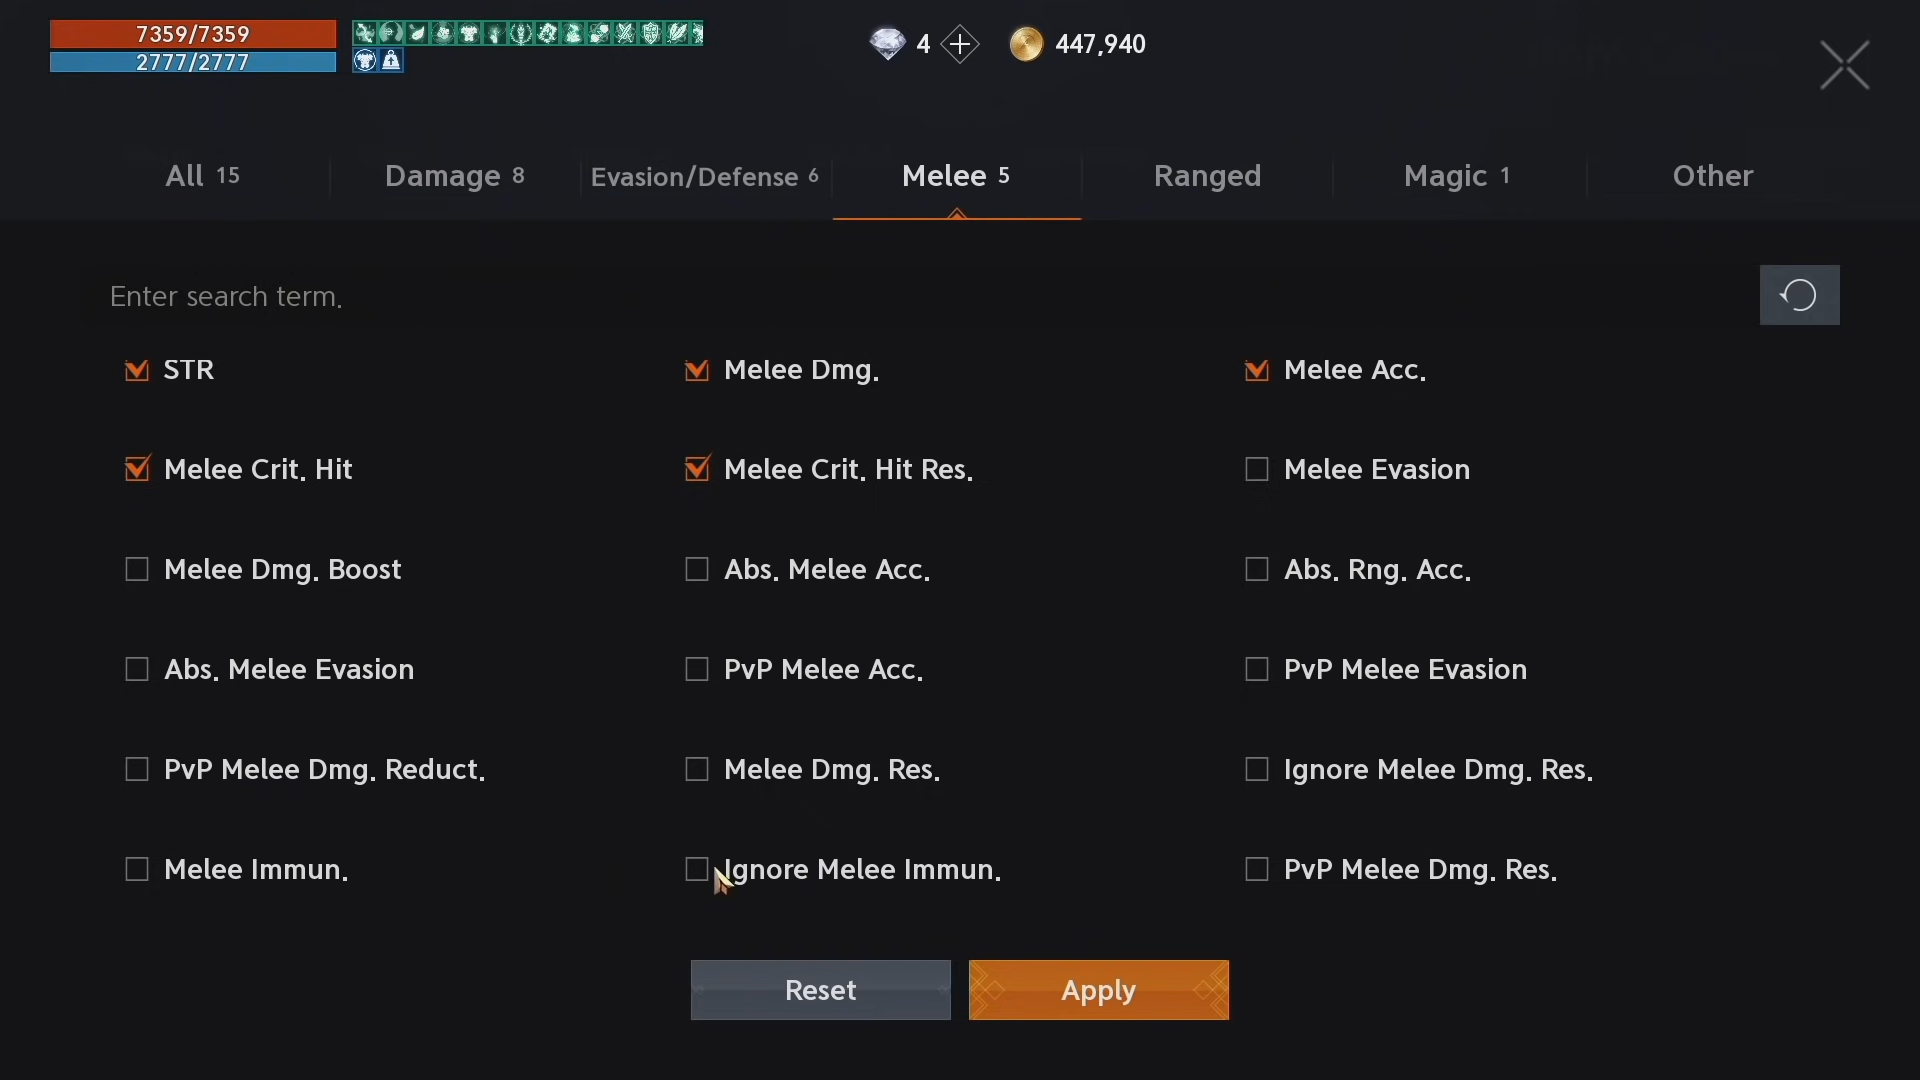 7359/7359
2777/2777
4
447,940
All 15
Damage 8
Evasion/Defense 6
Melee 5
Ranged
Magic 1
Other
Enter search term.
STR
Melee Dmg.
Melee Acc.
Melee Crit. Hit
Melee Crit. Hit Res.
Melee Evasion
Melee Dmg. Boost
Abs. Melee Acc.
Abs. Rng. Acc.
Abs. Melee Evasion
PvP Melee Acc.
PvP Melee Evasion
PvP Melee Dmg. Reduct.
Melee Dmg. Res.
Ignore Melee Dmg. Res.
Melee Immun.
Ignore Melee Immun.
PvP Melee Dmg. Res.
Reset
Apply